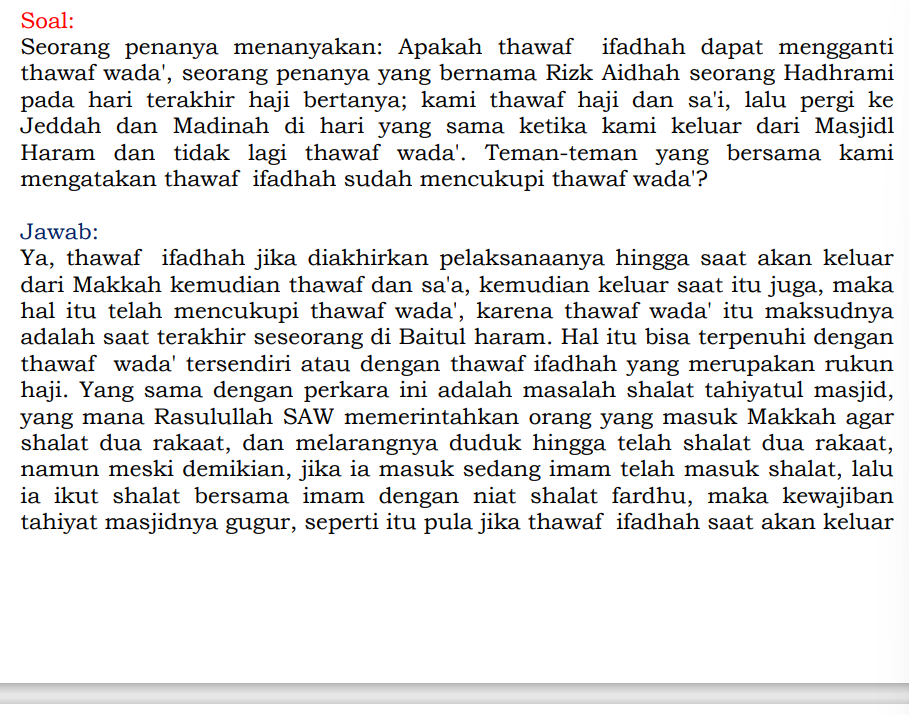 Soal:
Seorang penanya menanyakan: Apakah thawaf ifadhah dapat mengganti
thawaf wada', seorang penanya yang bernama Rizk Aidhah seorang Hadhrami
pada hari terakhir haji bertanya; kami thawaf haji dan sa'i, lalu pergi ke
Jeddah dan Madinah di hari yang sama ketika kami keluar dari Masjidl
Haram dan tidak lagi thawaf wada'. Teman-teman yang bersama kami
mengatakan thawaf ifadhah sudah mencukupi thawaf wada'?
Jawab:
Ya, thawaf ifadhah jika diakhirkan pelaksanaanya hingga saat akan keluar
dari Makkah kemudian thawaf dan sa'a, kemudian keluar saat itu juga, maka
hal itu telah mencukupi thawaf wada', karena thawaf wada' itu maksudnya
adalah saat terakhir seseorang di Baitul haram. Hal itu bisa terpenuhi dengan
thawaf wada' tersendiri atau dengan thawaf ifadhah yang merupakan rukun
haji. Yang sama dengan perkara ini adalah masalah shalat tahiyatul masjid,
yang mana Rasulullah SAW memerintahkan orang yang masuk Makkah agar
shalat dua rakaat, dan melarangnya duduk hingga telah shalat dua rakaat,
namun meski demikian, jika ia masuk sedang imam telah masuk shalat, lalu
ia ikut shalat bersama imam dengan niat shalat fardhu, maka kewajiban
tahiyat masjidnya gugur, seperti itu pula jika thawaf ifadhah saat akan keluar